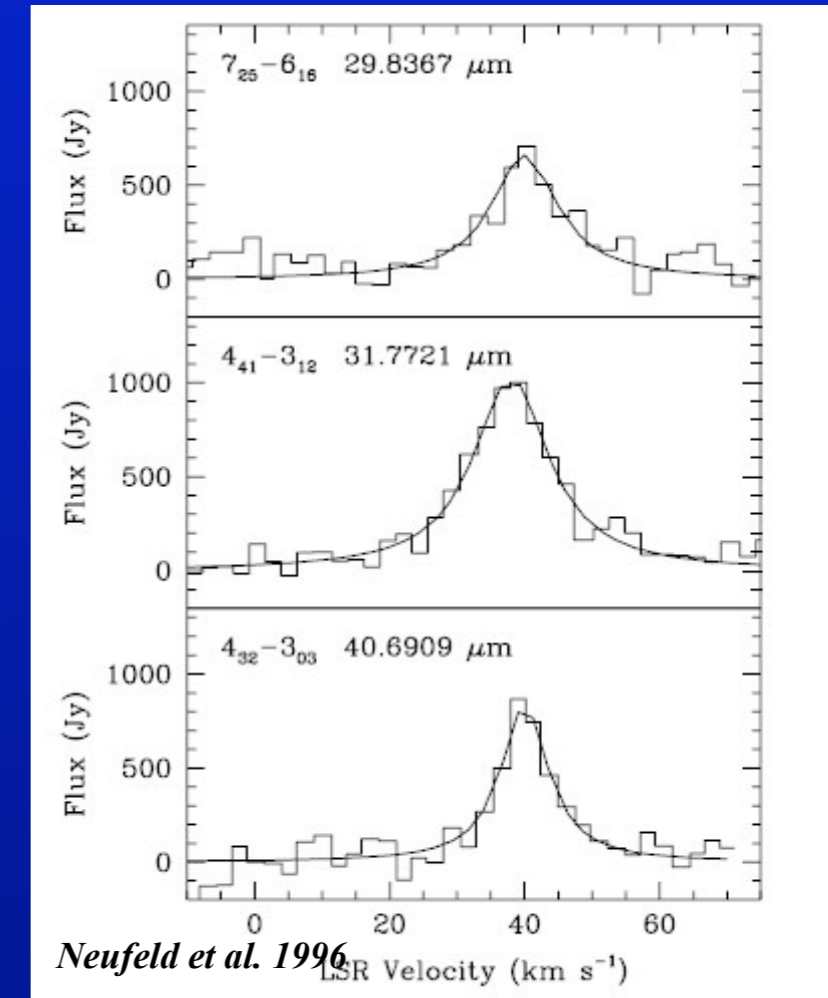 7₂₅−6₁₆ 29.8367 μm
1000
500
0
Flux (Jy)
4₄₁−3₁₂ 31.7721 μm
1000
500
0
Flux (Jy)
4₃₂−3₀₃ 40.6909 μm
1000
500
0
Flux (Jy)
0 20 40 60
Neufeld et al. 1996
LSR Velocity (km s⁻¹)